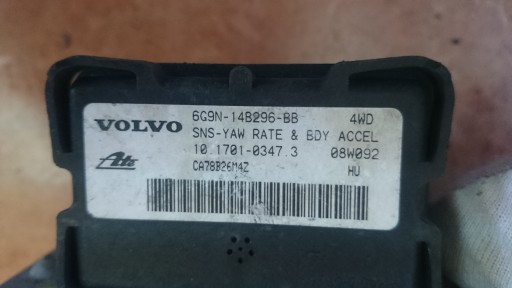 6G9N-14B296-BB 4WD
VOLVO
SNS-YAW RATE & BDY ACCEL
10.1701-0347.3 08W092
Ate
CA78B26M4Z HU